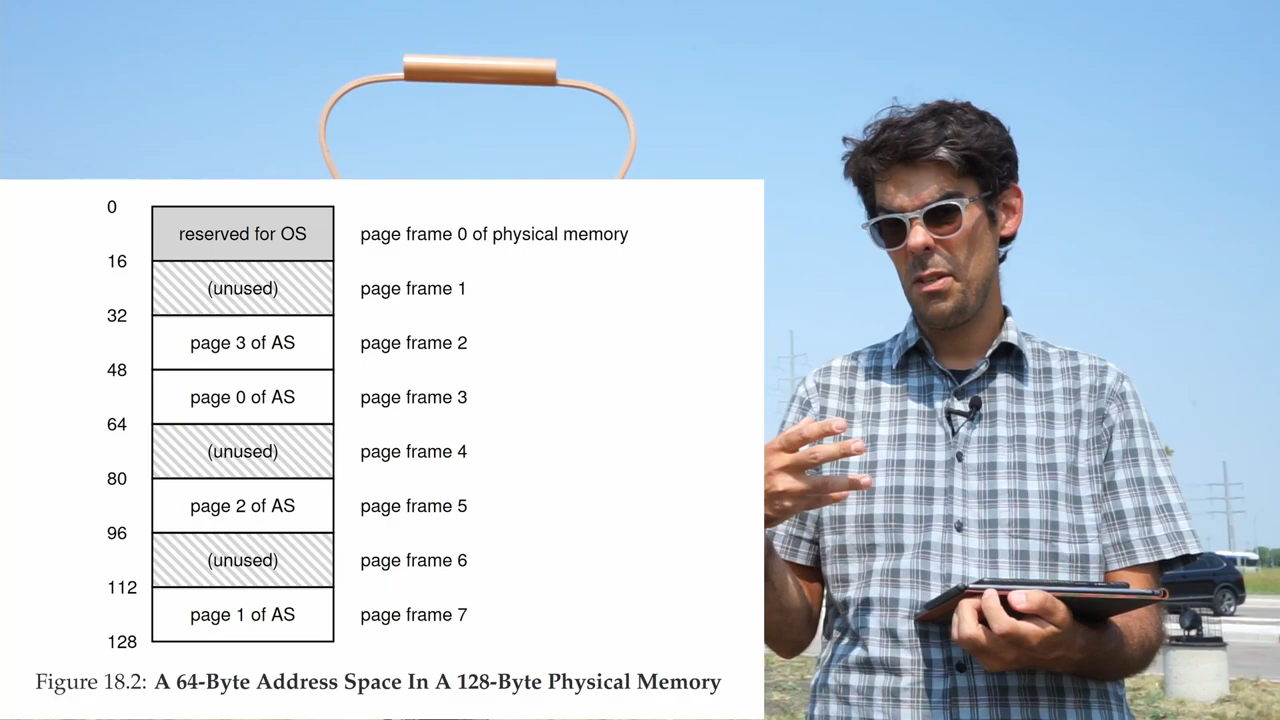 0
reserved for OS page frame 0 of physical memory
16
(unused) page frame 1
32
page 3 of AS page frame 2
48
page 0 of AS page frame 3
64
(unused) page frame 4
80
page 2 of AS page frame 5
96
(unused) page frame 6
112
page 1 of AS page frame 7
128
Figure 18.2: A 64-Byte Address Space In A 128-Byte Physical Memory